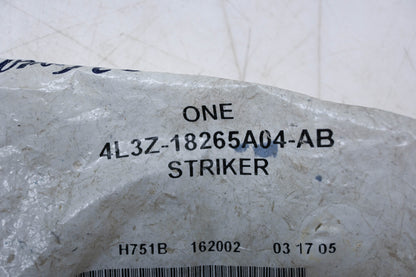 ONE
4L3Z-18265A04-AB
STRIKER
H751B 162002 03 17 05